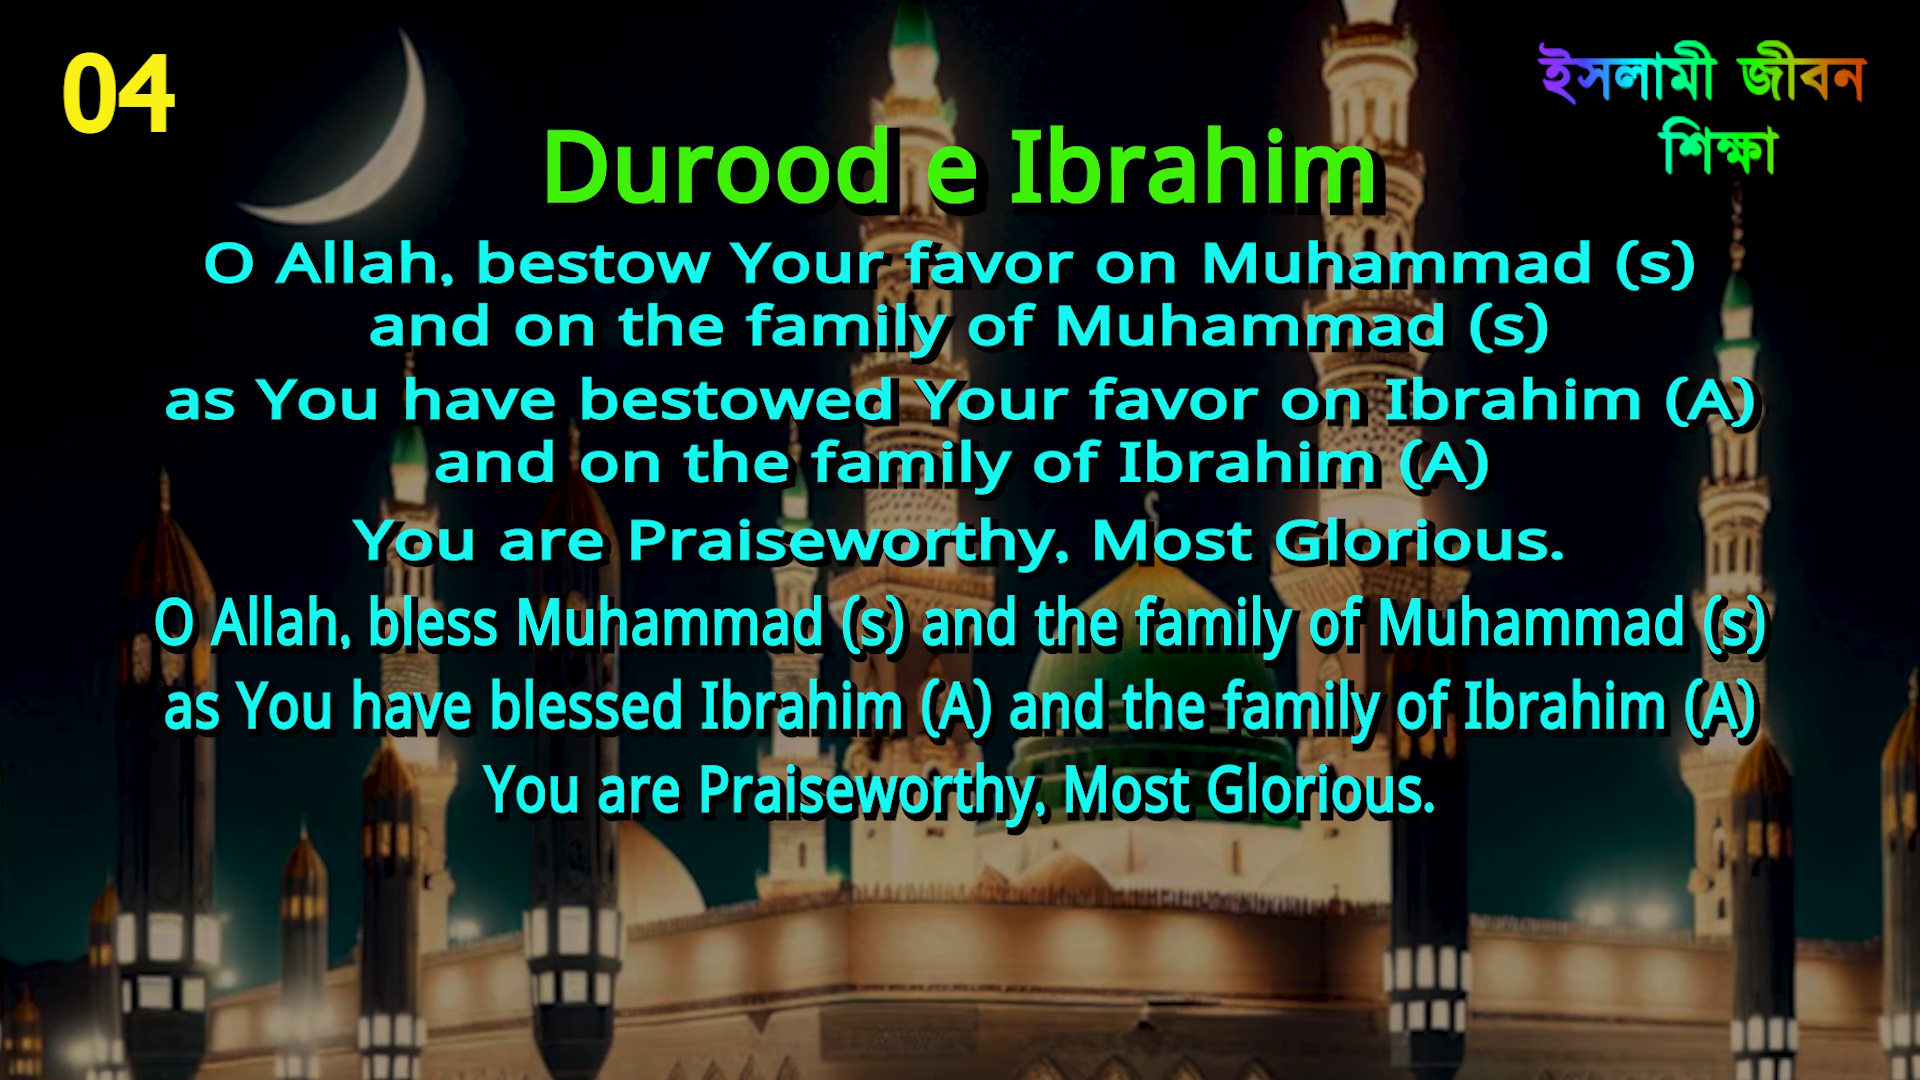 04
ইসলামী জীবন
শিক্ষা
Durood e Ibrahim
O Allah, bestow Your favor on Muhammad (s)
and on the family of Muhammad (s)
as You have bestowed Your favor on Ibrahim (A)
and on the family of Ibrahim (A)
You are Praiseworthy, Most Glorious.
O Allah, bless Muhammad (s) and the family of Muhammad (s)
as You have blessed Ibrahim (A) and the family of Ibrahim (A)
You are Praiseworthy, Most Glorious.